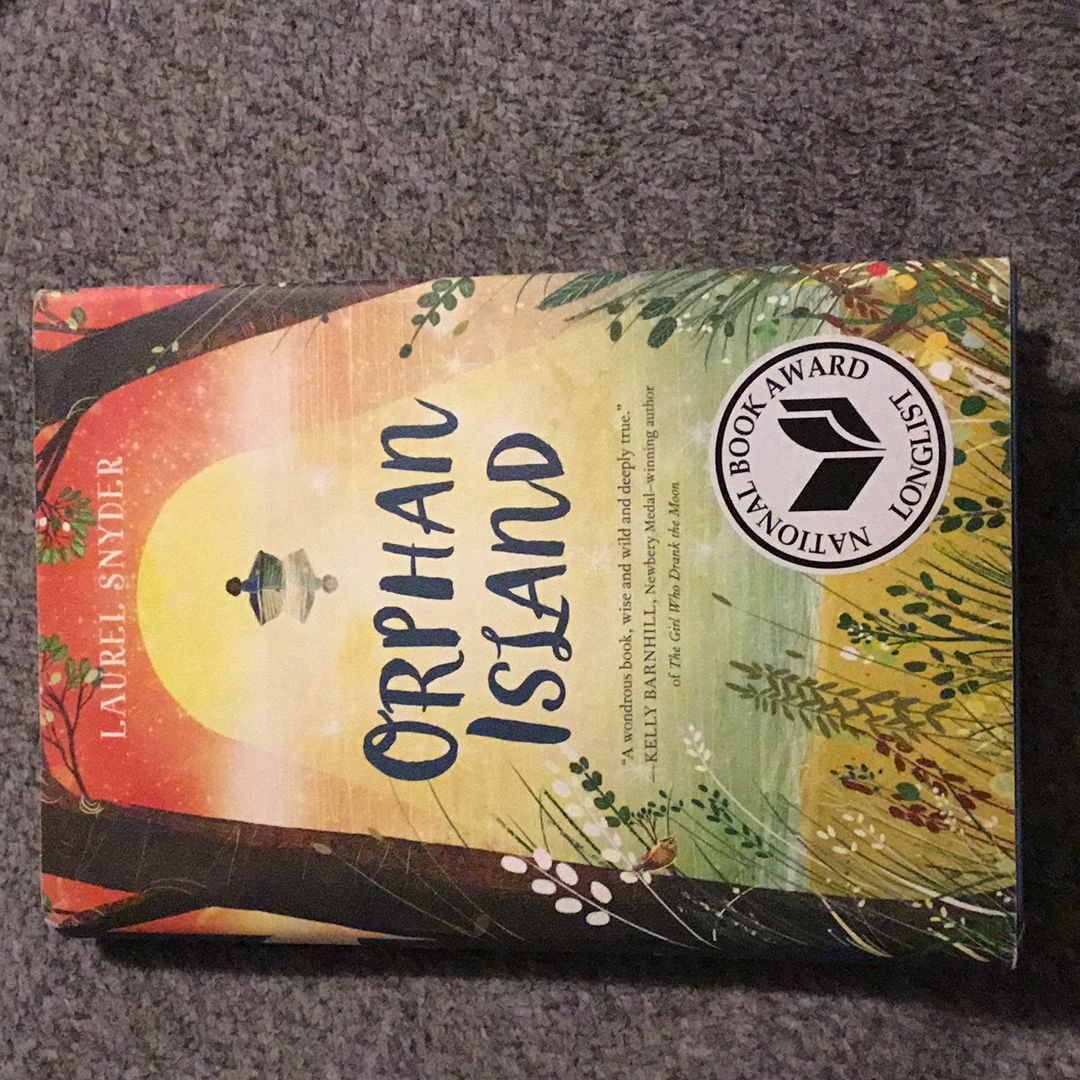 LAUREL SNYDER
ORPHAN
ISLAND
“A wondrous book, wise and wild and deeply true.”
—KELLY BARNHILL, Newbery Medal–winning author
of The Girl Who Drank the Moon
NATIONAL BOOK AWARD
LONGLIST